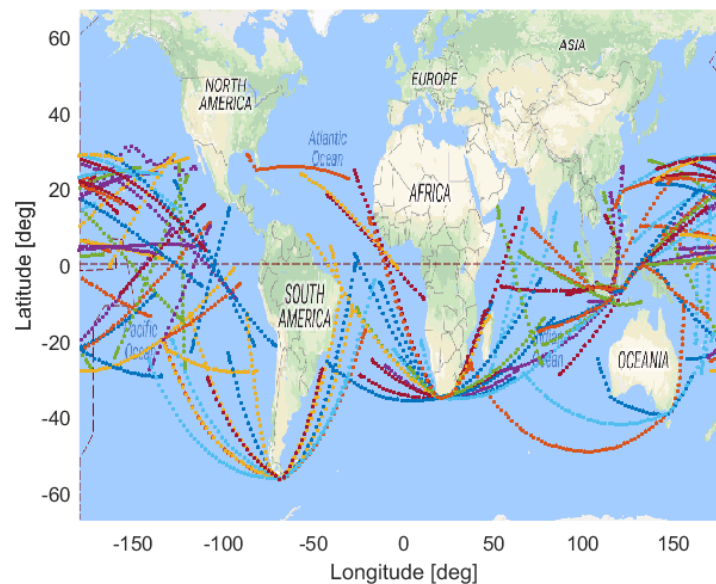 60
40
20
0
-20
-40
-60
Latitude [deg]
ASIA
NORTH
AMERICA
EUROPE
Atlantic
Ocean
AFRICA
SOUTH
AMERICA
Pacific
Ocean
Ocean
OCEANIA
-150
-100
-50
0
50
100
150
Longitude [deg]